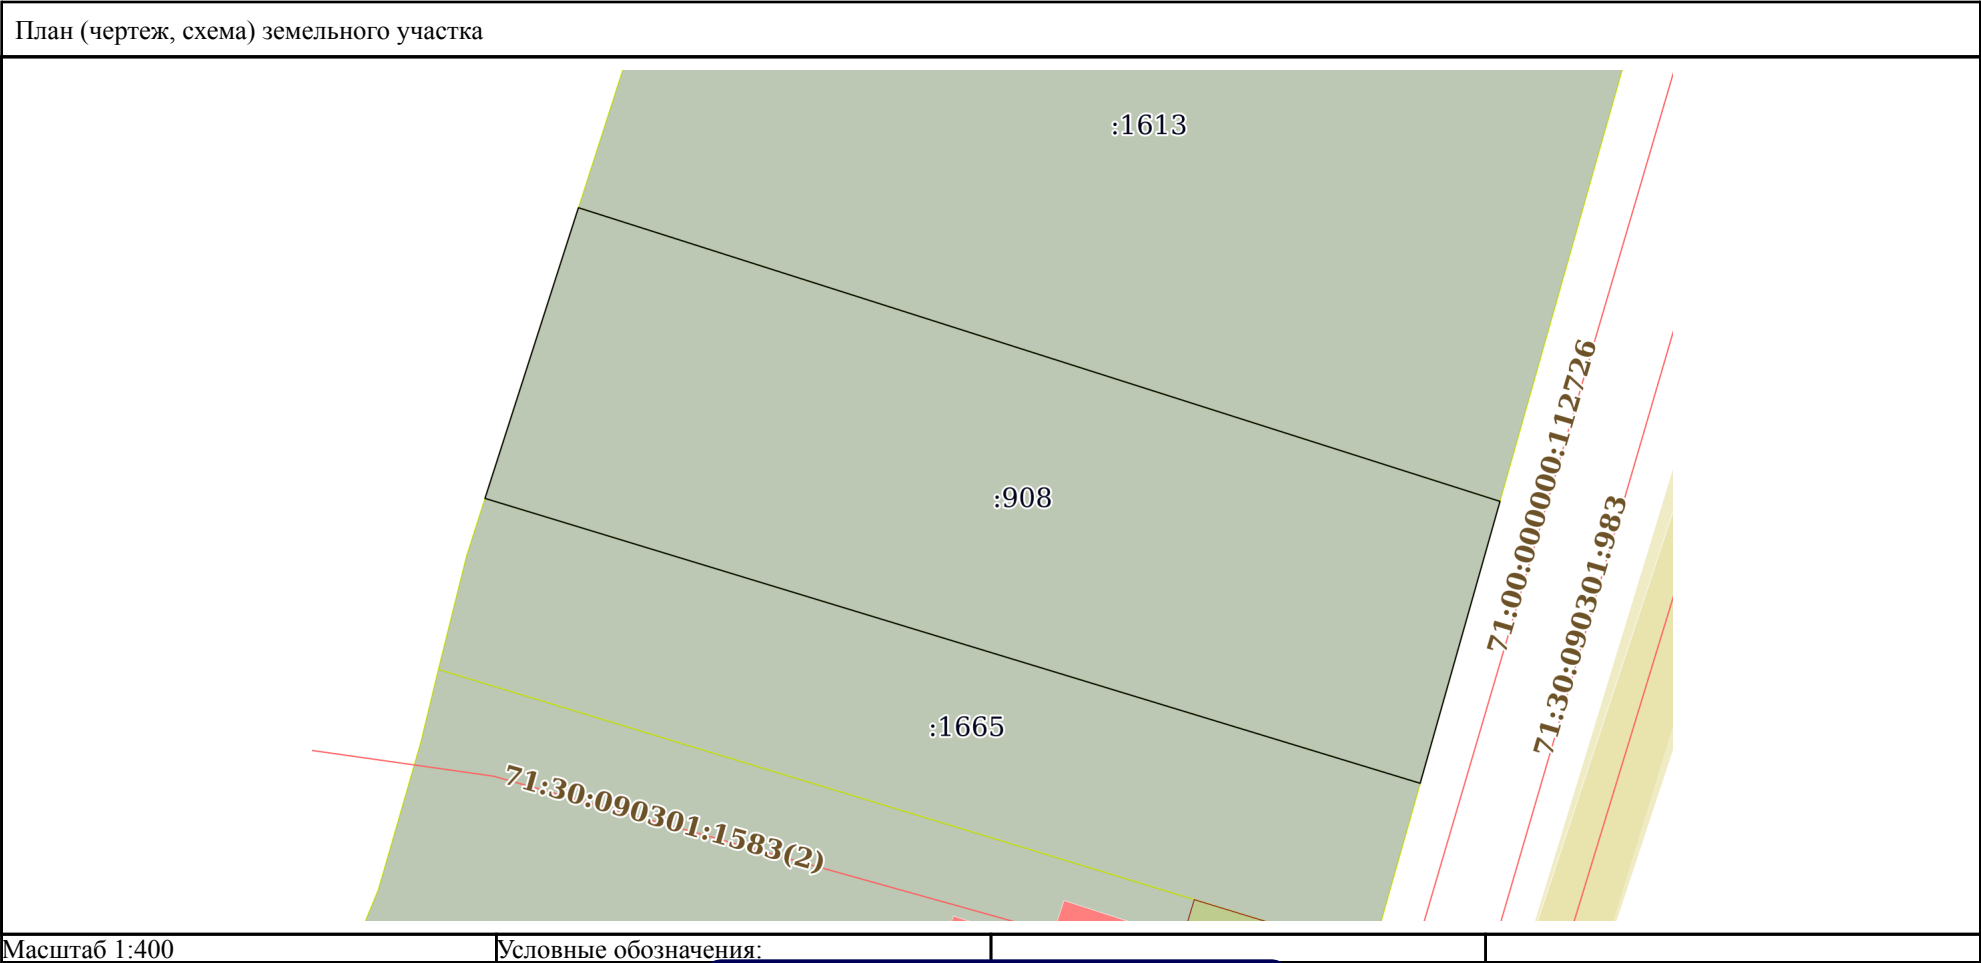 План (чертеж, схема) земельного участка
:1613
71:00:000000:112726
:908
71:30:090301:983
:1665
71:30:090301:1583(2)
Масштаб 1:400
Условные обозначения: